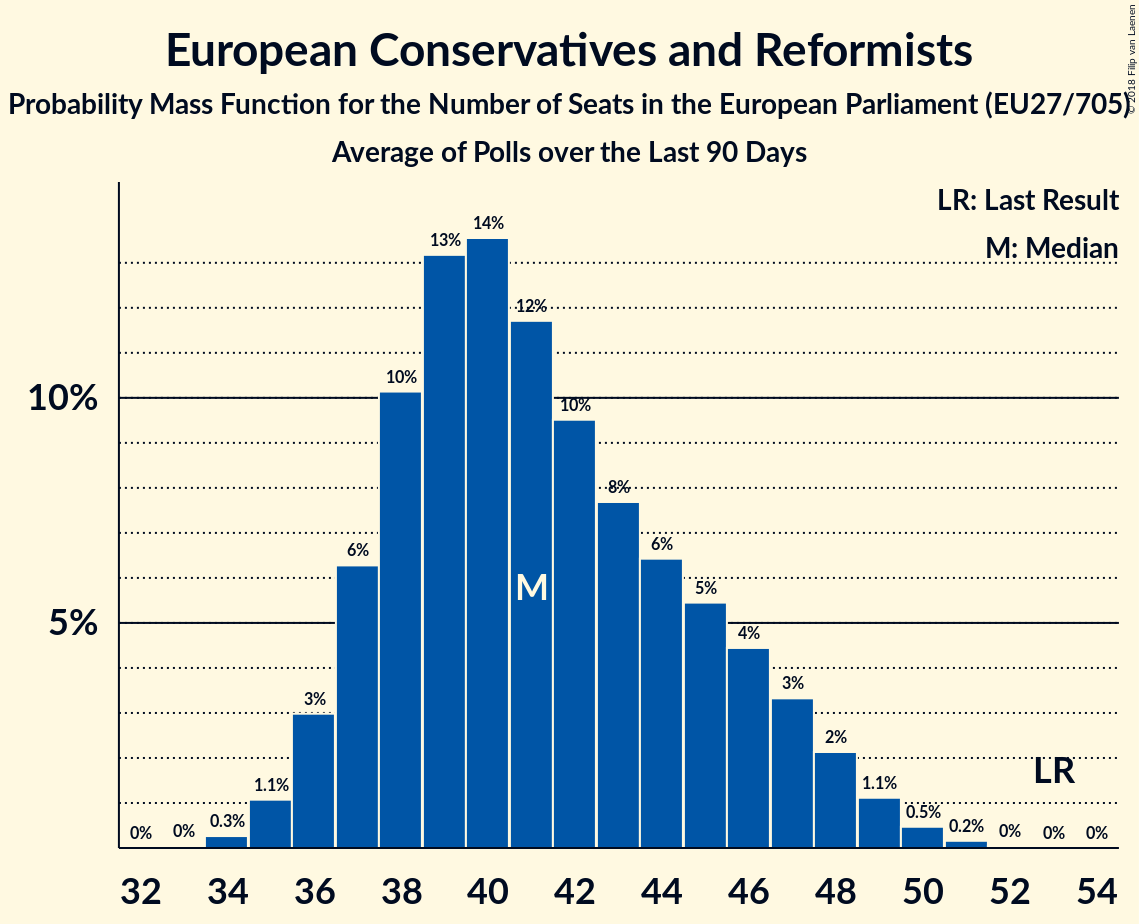 European Conservatives and Reformists
Probability Mass Function for the Number of Seats in the European Parliament (EU27/705)
Average of Polls over the Last 90 Days
© 2018 Filip van Laenen
LR: Last Result
M: Median
14%
13%
12%
10%
10%
10%
8%
6%
6%
5%
M
5%
4%
3%
3%
2%
LR
1.1%
1.1%
0.3%
0.5%
0.2%
0%
0%
0%
0%
0%
32 34 36 38 40 42 44 46 48 50 52 54